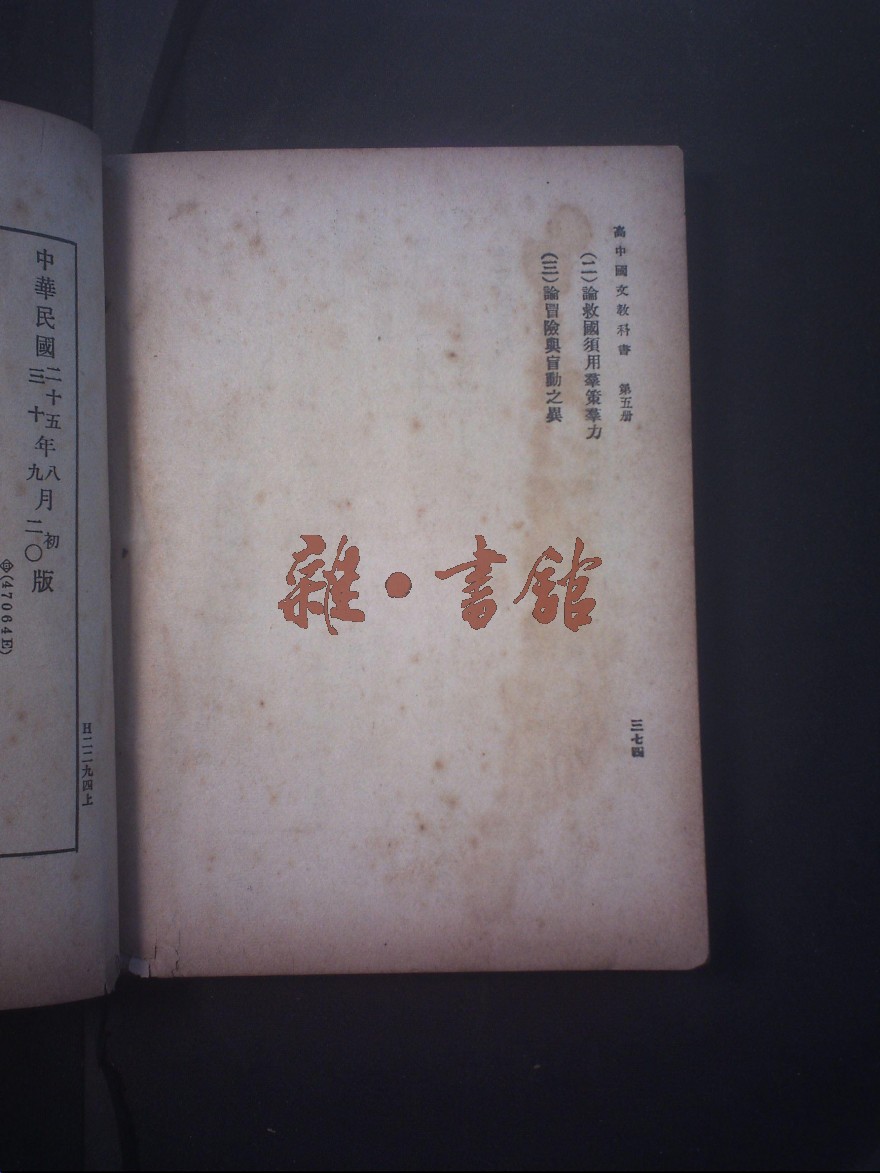 高中國文教科書 第五册
(二)論救國須用羣策羣力
(三)論冒險與盲動之異
三七四
雜·書館
中華民國二十五年八月初版
三十年九月二〇版
(47064E)
H二二九四上